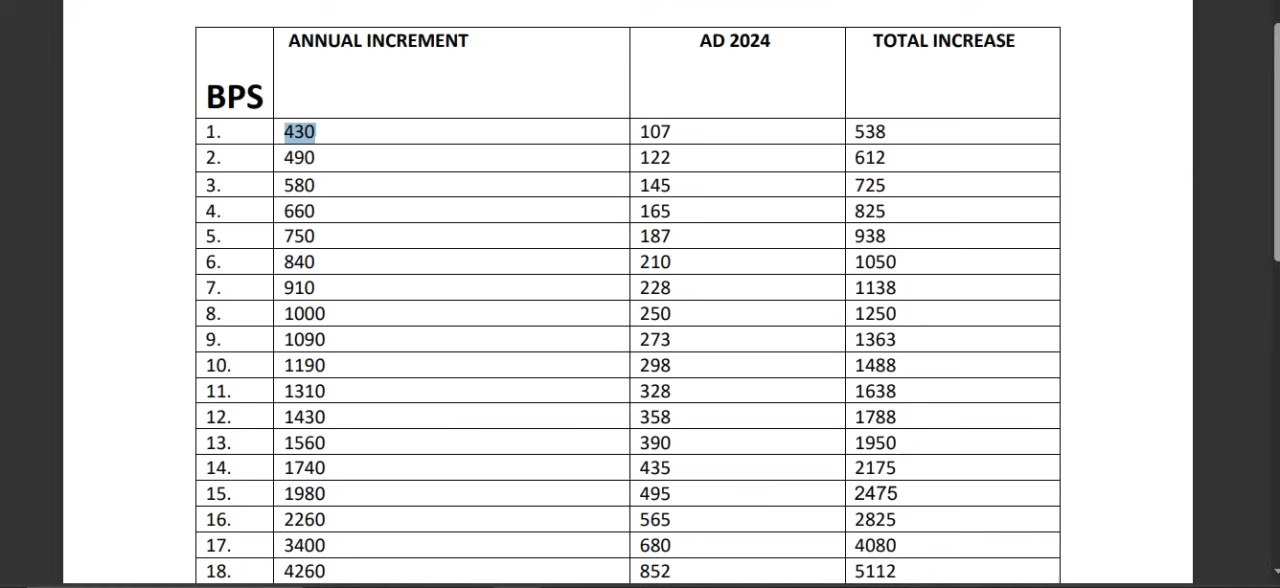 BPS ANNUAL INCREMENT AD 2024 TOTAL INCREASE
1. 430 107 538
2. 490 122 612
3. 580 145 725
4. 660 165 825
5. 750 187 938
6. 840 210 1050
7. 910 228 1138
8. 1000 250 1250
9. 1090 273 1363
10. 1190 298 1488
11. 1310 328 1638
12. 1430 358 1788
13. 1560 390 1950
14. 1740 435 2175
15. 1980 495 2475
16. 2260 565 2825
17. 3400 680 4080
18. 4260 852 5112